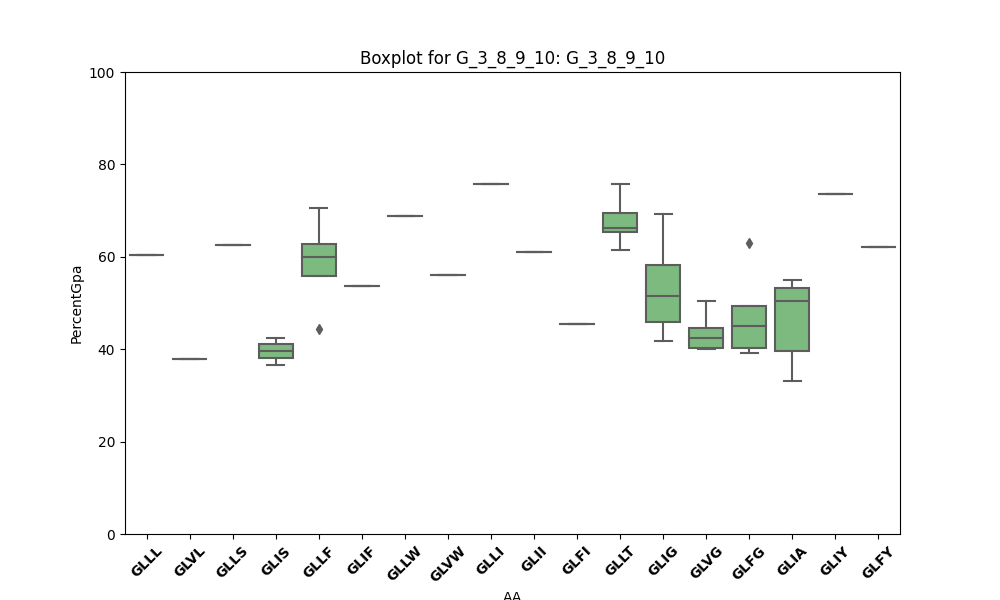 Boxplot for G_3_8_9_10: G_3_8_9_10
100
80
60
40
20
0
PercentGpa
GLLL
GLVL
GLLS
GLIS
GLLF
GLIF
GLLW
GLVW
GLLI
GLII
GLFI
GLLT
GLIG
GLVG
GLFG
GLIA
GLIY
GLFY
AA